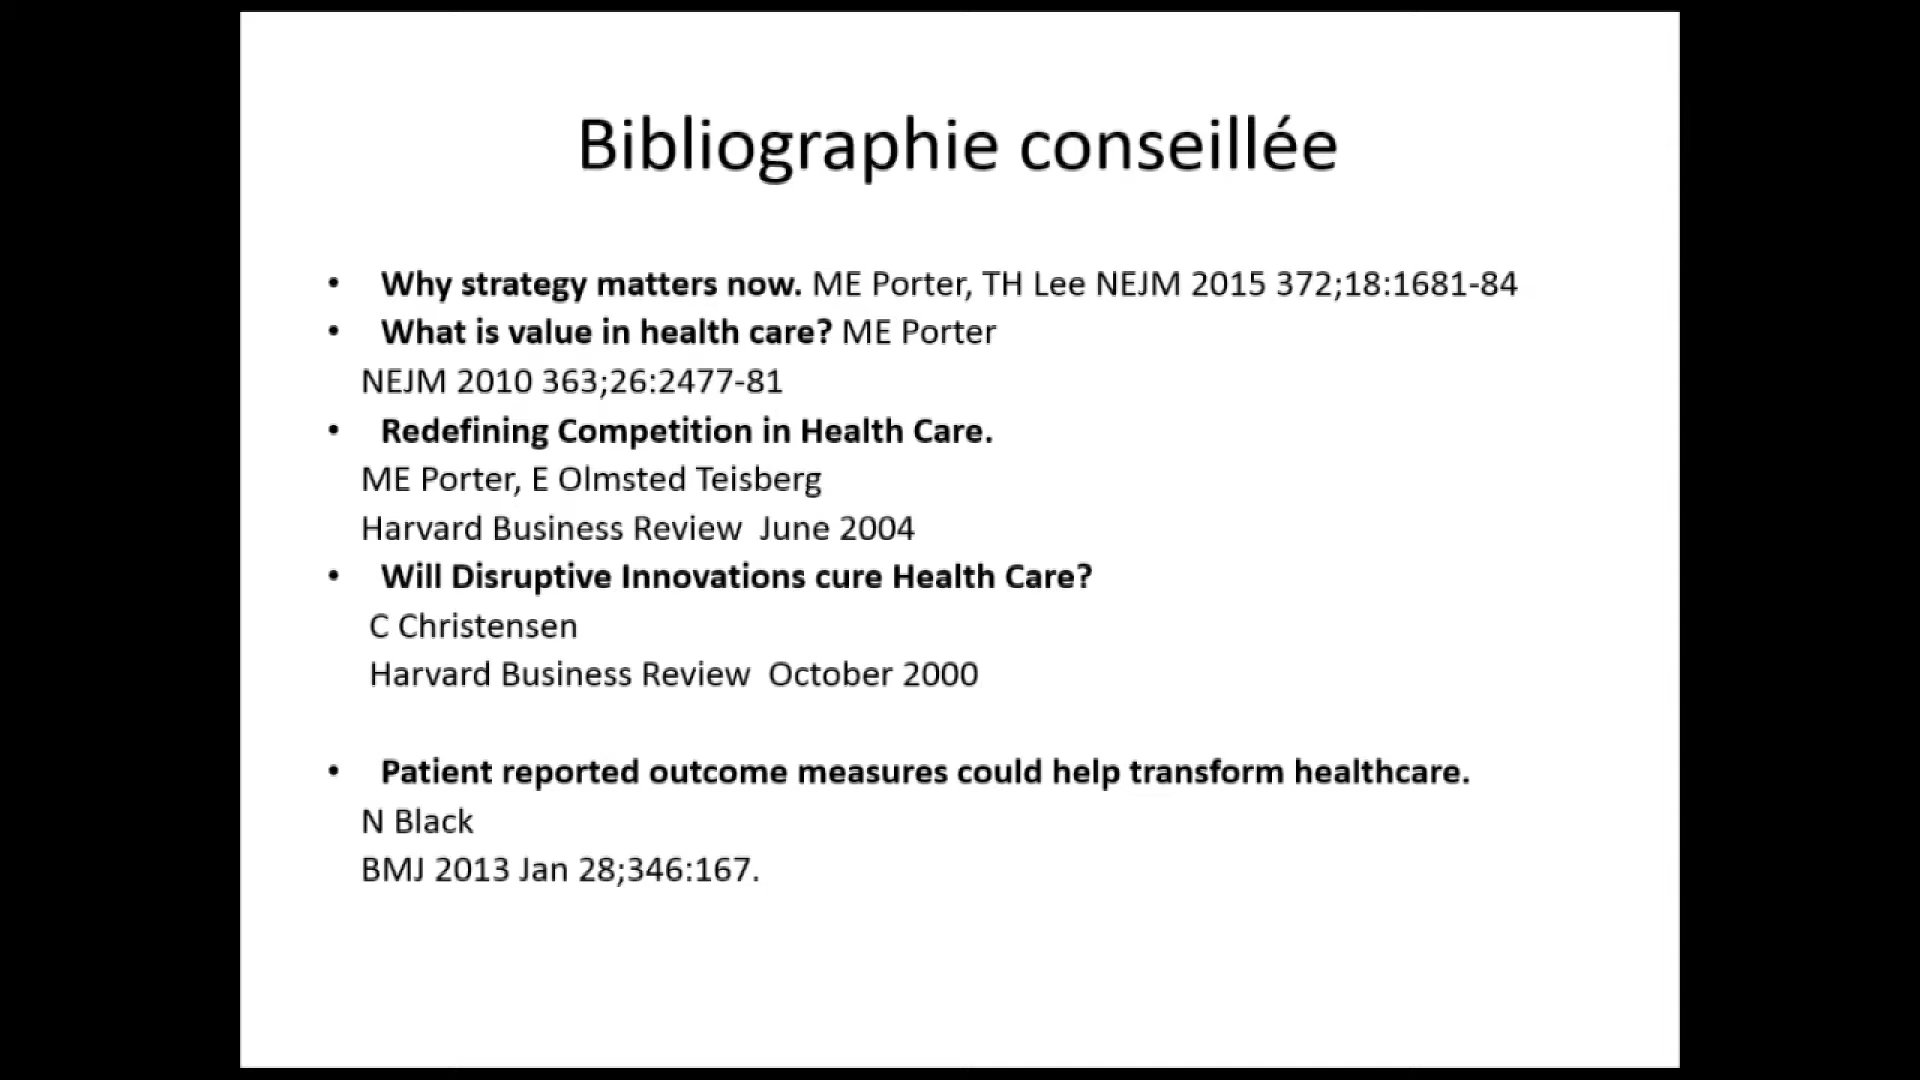 Bibliographie conseillée
• Why strategy matters now. ME Porter, TH Lee NEJM 2015 372;18:1681-84
• What is value in health care? ME Porter
NEJM 2010 363;26:2477-81
• Redefining Competition in Health Care.
ME Porter, E Olmsted Teisberg
Harvard Business Review June 2004
• Will Disruptive Innovations cure Health Care?
C Christensen
Harvard Business Review October 2000
• Patient reported outcome measures could help transform healthcare.
N Black
BMJ 2013 Jan 28;346:167.